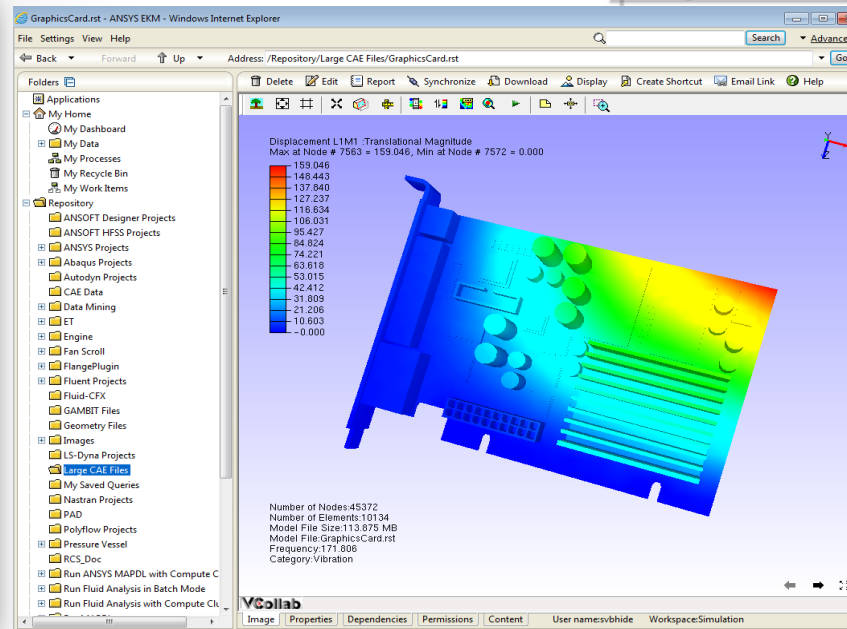 GraphicsCard.rst - ANSYS EKM - Windows Internet Explorer
File Settings View Help
Search
Advance
Back Forward Up Address: /Repository/Large CAE Files/GraphicsCard.rst
Go
Folders
Delete Edit Report Synchronize Download Display Create Shortcut Email Link Help
Applications
My Home
My Dashboard
My Data
My Processes
My Recycle Bin
My Work Items
Repository
ANSOFT Designer Projects
ANSOFT HFSS Projects
ANSYS Projects
Abaqus Projects
Autodyn Projects
CAE Data
Data Mining
ET
Engine
Fan Scroll
FlangePlugin
Fluent Projects
Fluid-CFX
GAMBIT Files
Geometry Files
Images
LS-Dyna Projects
Large CAE Files
My Saved Queries
Nastran Projects
PAD
Polyflow Projects
Pressure Vessel
RCS_Doc
Run ANSYS MAPDL with Compute C
Run Fluid Analysis in Batch Mode
Run Fluid Analysis with Compute Clu
Displacement L1M1 :Translational Magnitude
Max at Node # 7563 = 159.046, Min at Node # 7572 = 0.000
159.046
148.443
137.840
127.237
116.634
106.031
95.427
84.824
74.221
63.618
53.015
42.412
31.809
21.206
10.603
-0.000
Y
Z
Number of Nodes:45372
Number of Elements:10134
Model File Size:113.875 MB
Model File:GraphicsCard.rst
Frequency:171.806
Category:Vibration
VCollab
Image Properties Dependencies Permissions Content User name:svbhide Workspace:Simulation